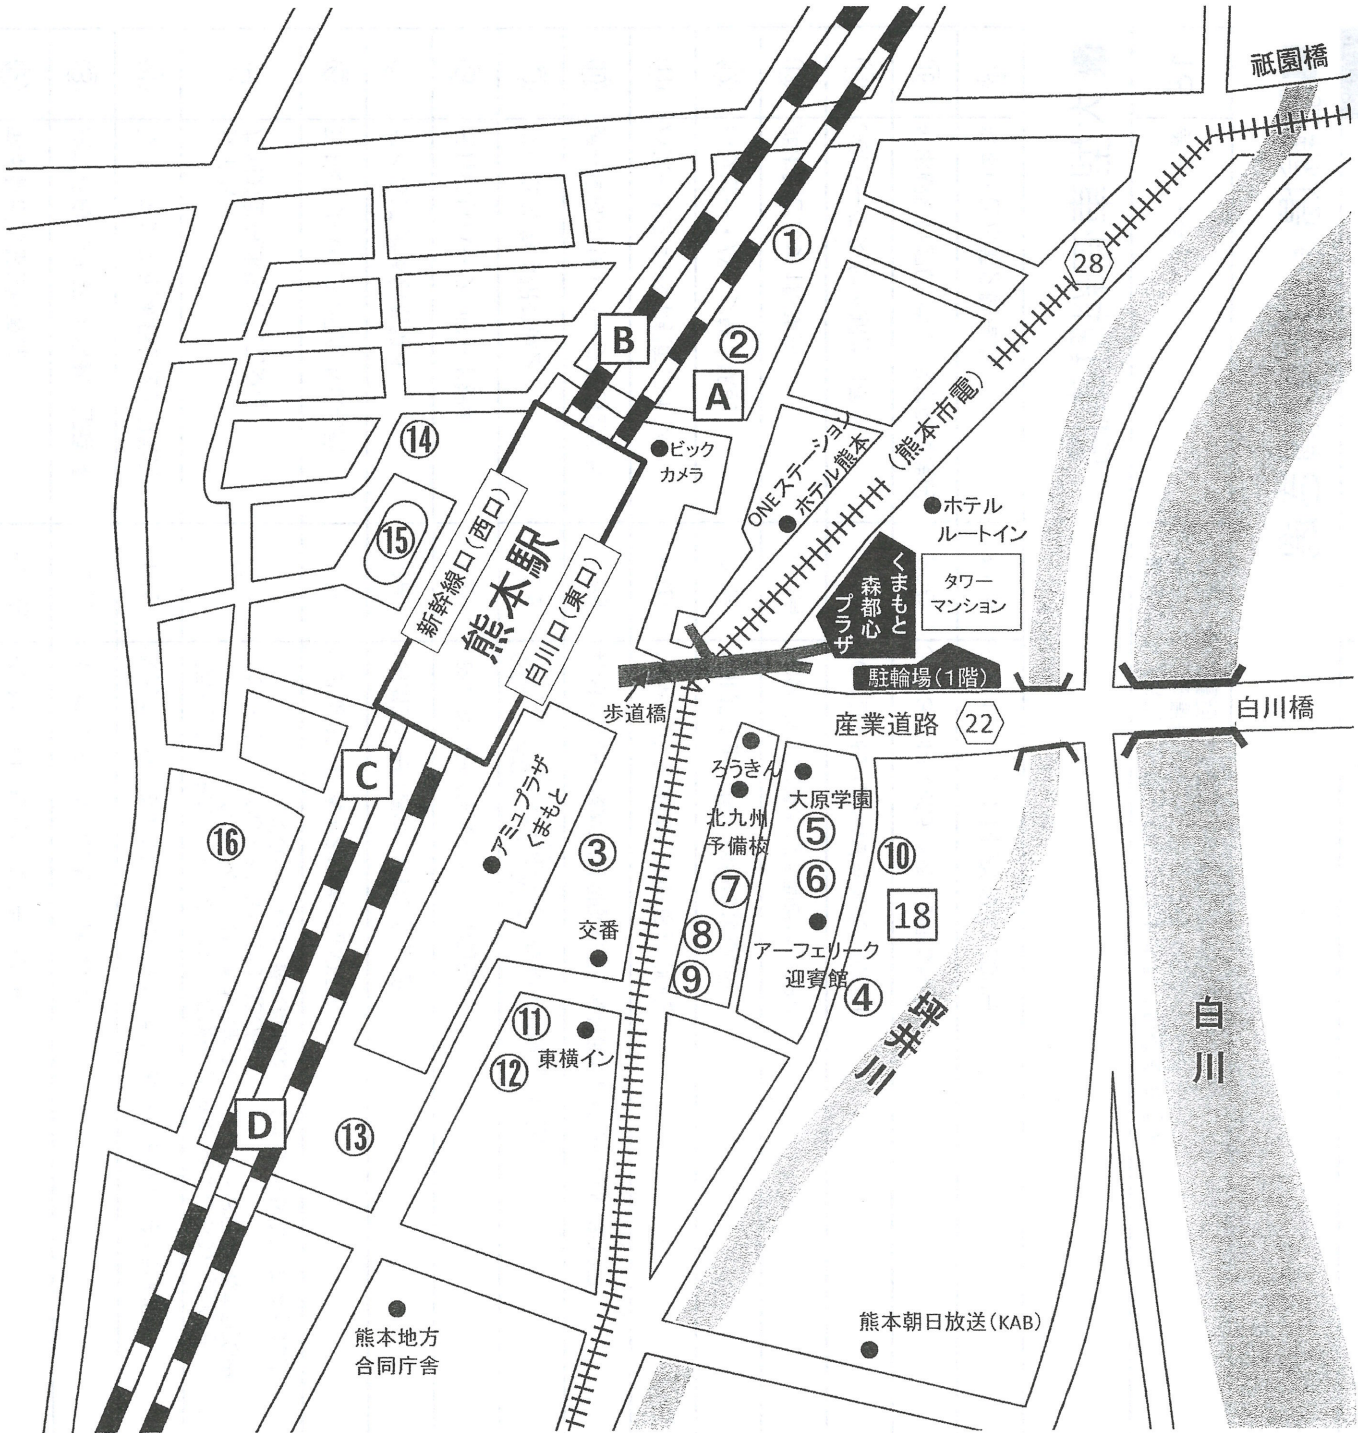 祇園橋
①
28
B
②
A
(熊本市電)
⑭
ビック
カメラ
ONEステーション
ホテル熊本
ホテル
ルートイン
⑮
新幹線口(西口)
熊本駅
白川口(東口)
くまもと
森都心
プラザ
タワー
マンション
駐輪場(1階)
歩道橋
産業道路
22
白川橋
C
ろうきん
アミュプラザ
くまもと
大原学園
北九州
予備校
⑤
⑯
③
⑩
⑦
⑥
18
交番
⑧
アーフェリーク
迎賓館
⑨
④
⑪
東横イン
⑫
坪井川
白川
D
⑬
熊本地方
合同庁舎
熊本朝日放送(KAB)